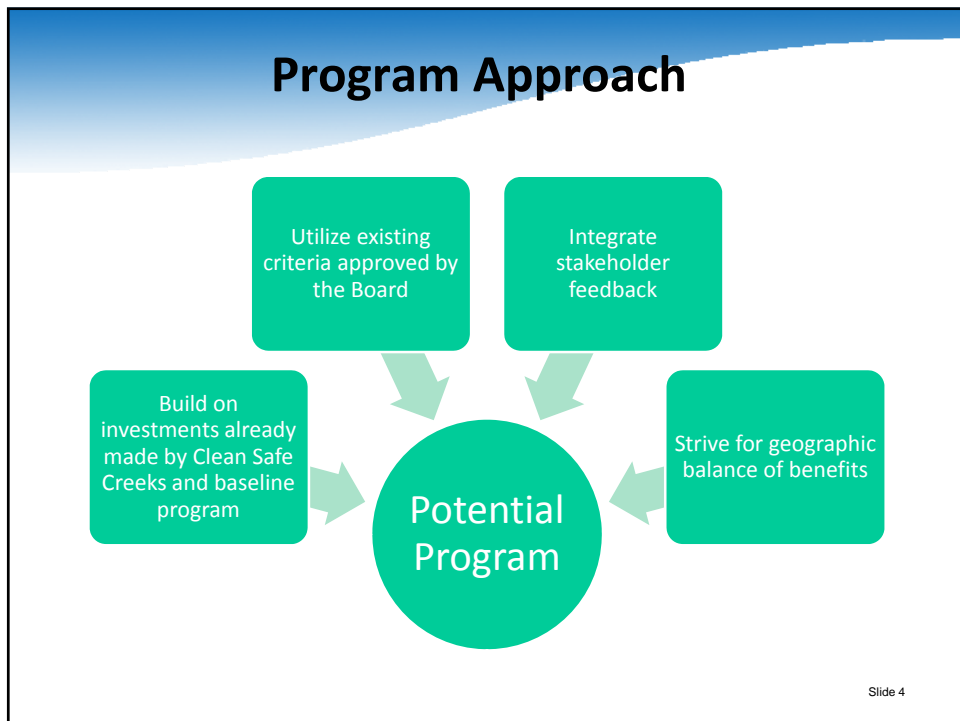 Program Approach
Utilize existing
criteria approved by
the Board
Integrate
stakeholder
feedback
Build on
investments already
made by Clean Safe
Creeks and baseline
program
Strive for geographic
balance of benefits
Potential
Program
Slide 4